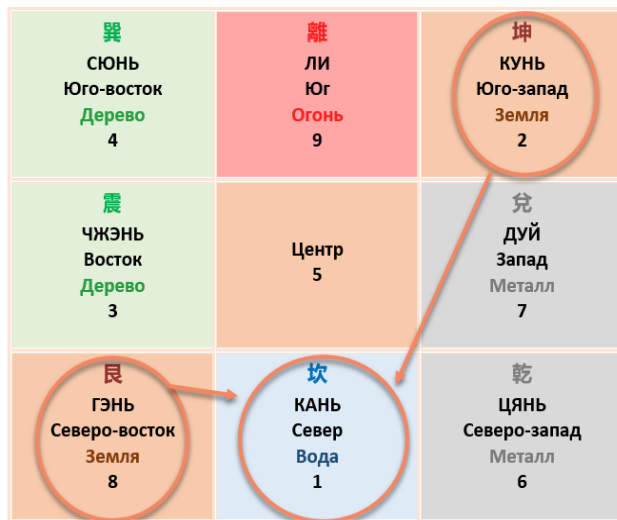 巽
СЮНЬ
Юго-восток
Дерево
4
離
ЛИ
Юг
Огонь
9
坤
КУНЬ
Юго-запад
Земля
2
震
ЧЖЭНЬ
Восток
Дерево
3
Центр
5
兌
ДУЙ
Запад
Металл
7
艮
ГЭНЬ
Северо-восток
Земля
8
坎
КАНЬ
Север
Вода
1
乾
ЦЯНЬ
Северо-запад
Металл
6